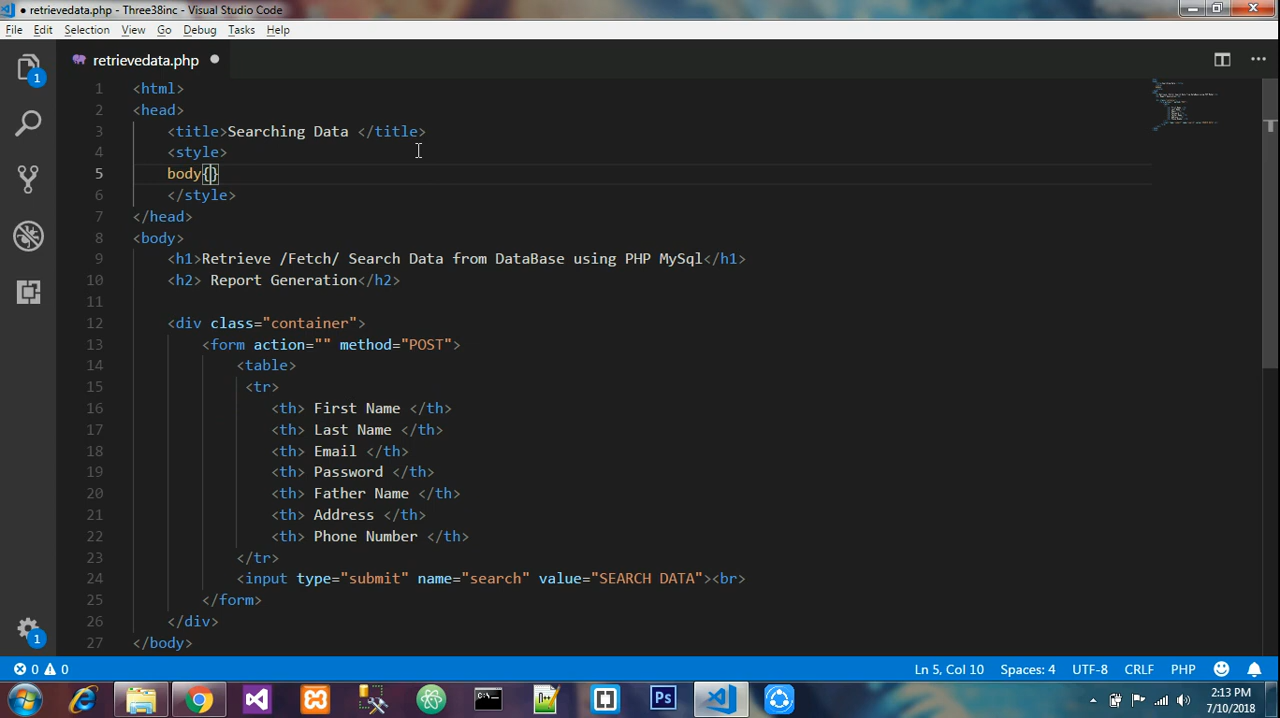 ● retrievedata.php - Three38inc - Visual Studio Code
File Edit Selection View Go Debug Tasks Help
retrievedata.php
1 <html>
2 <head>
3 <title>Searching Data </title>
4 <style>
5 body{}
6 </style>
7 </head>
8 <body>
9 <h1>Retrieve /Fetch/ Search Data from DataBase using PHP MySql</h1>
10 <h2> Report Generation</h2>
11
12 <div class="container">
13 <form action="" method="POST">
14 <table>
15 <tr>
16 <th> First Name </th>
17 <th> Last Name </th>
18 <th> Email </th>
19 <th> Password </th>
20 <th> Father Name </th>
21 <th> Address </th>
22 <th> Phone Number </th>
23 </tr>
24 <input type="submit" name="search" value="SEARCH DATA"><br>
25 </form>
26 </div>
27 </body>
1
1
0 0 Ln 5, Col 10 Spaces: 4 UTF-8 CRLF PHP
Ps
2:13 PM
7/10/2018